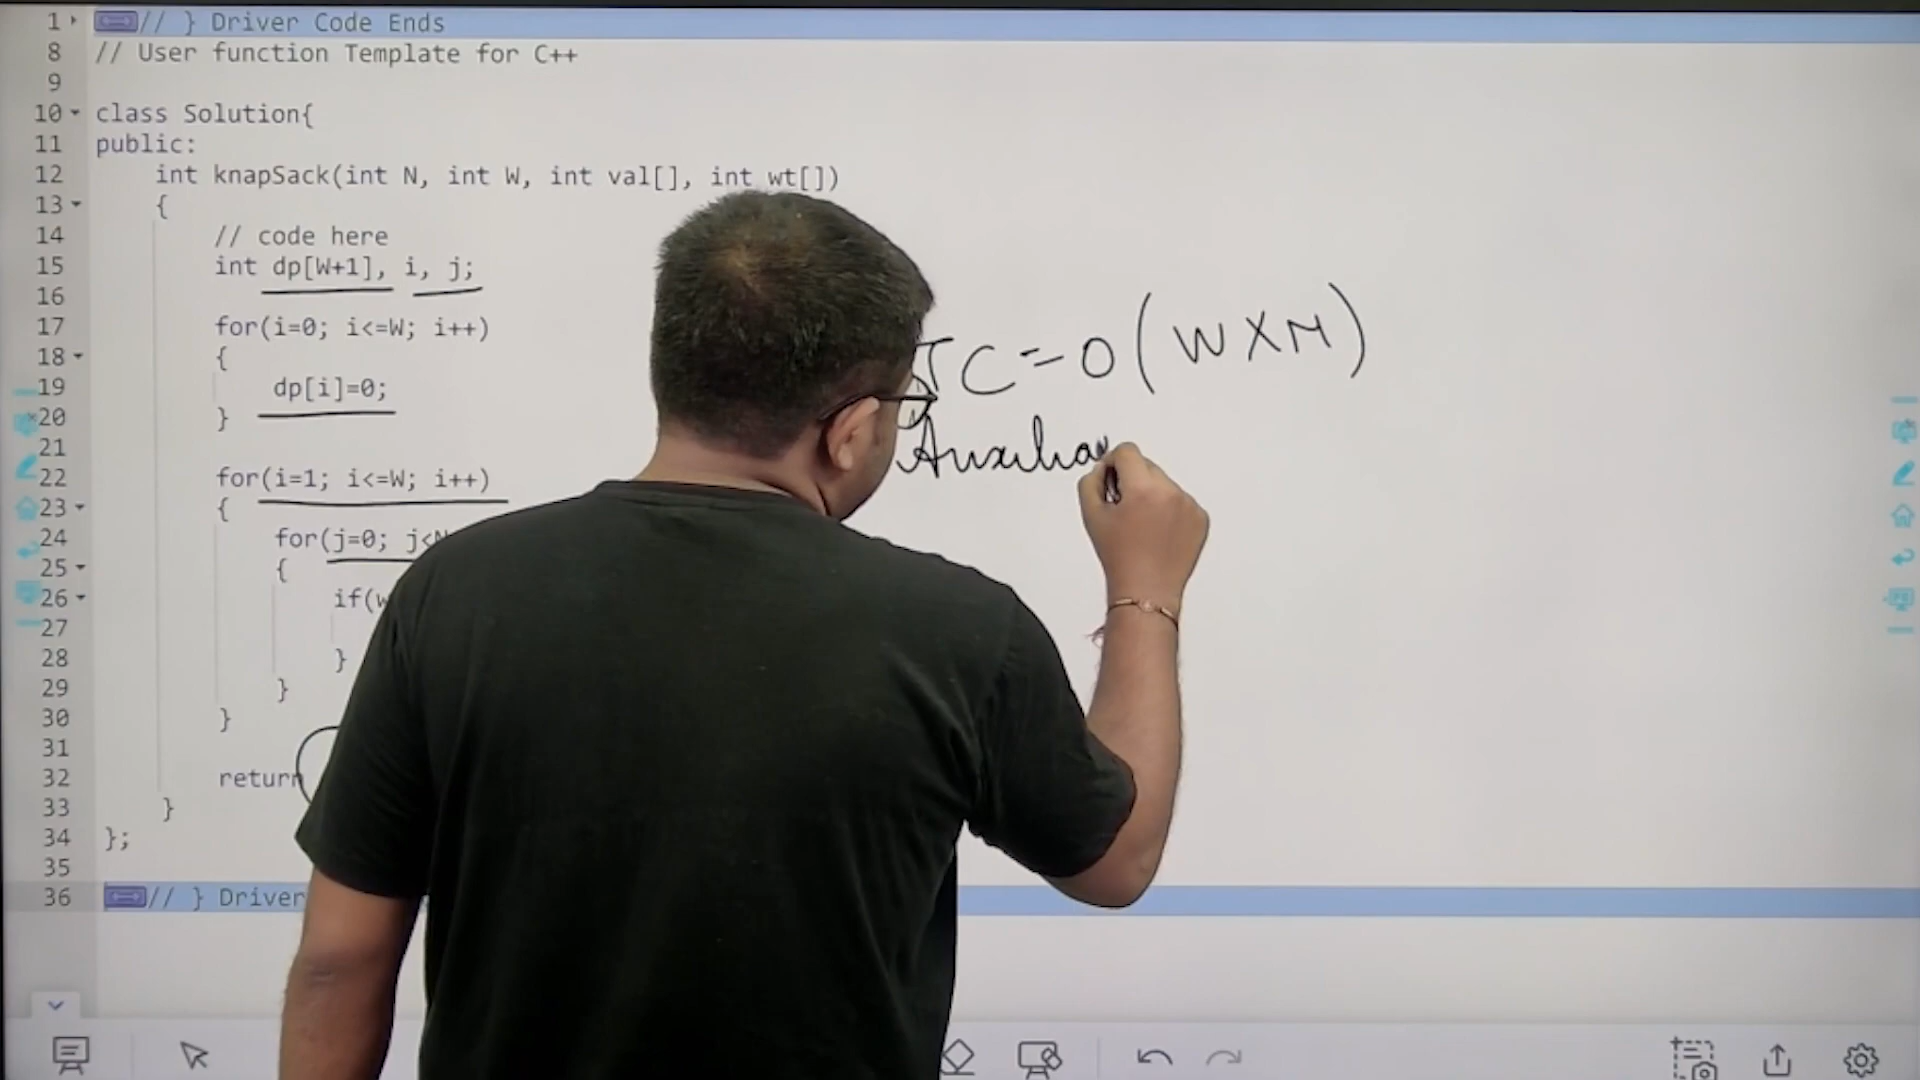 1 // } Driver Code Ends
8 // User function Template for C++
9
10 class Solution{
11 public:
12 int knapSack(int N, int W, int val[], int wt[])
13 {
14 // code here
15 int dp[W+1], i, j;
16
17 for(i=0; i<=W; i++)
18 {
19 dp[i]=0;
20 }
21
22 for(i=1; i<=W; i++)
23 {
24 for(j=0; j<N
25 {
26 if(w
27
28 }
29 }
30 }
31
32 return
33 }
34 };
35
36 // } Driver
TC=O(WXN)
Auxilia